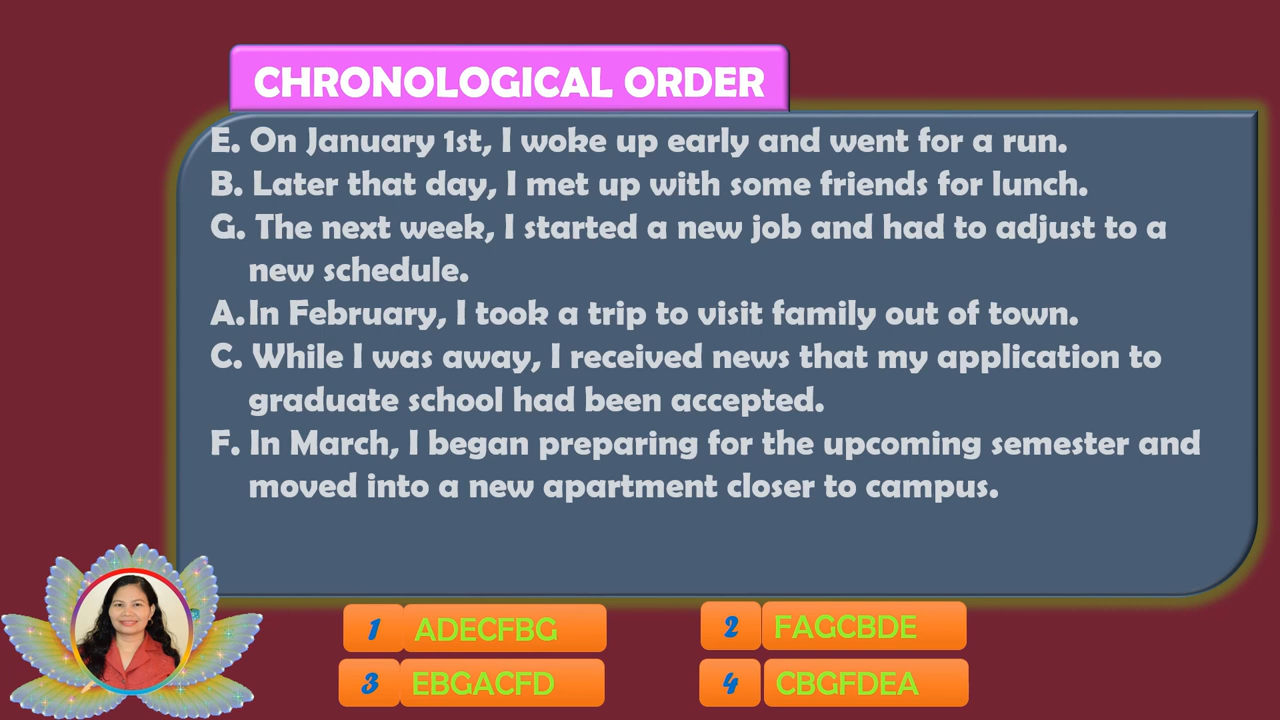 CHRONOLOGICAL ORDER
E. On January 1st, I woke up early and went for a run.
B. Later that day, I met up with some friends for lunch.
G. The next week, I started a new job and had to adjust to a
new schedule.
A. In February, I took a trip to visit family out of town.
C. While I was away, I received news that my application to
graduate school had been accepted.
F. In March, I began preparing for the upcoming semester and
moved into a new apartment closer to campus.
1 ADECFBG
2 FAGCBDE
3 EBGACFD
4 CBGFDEA